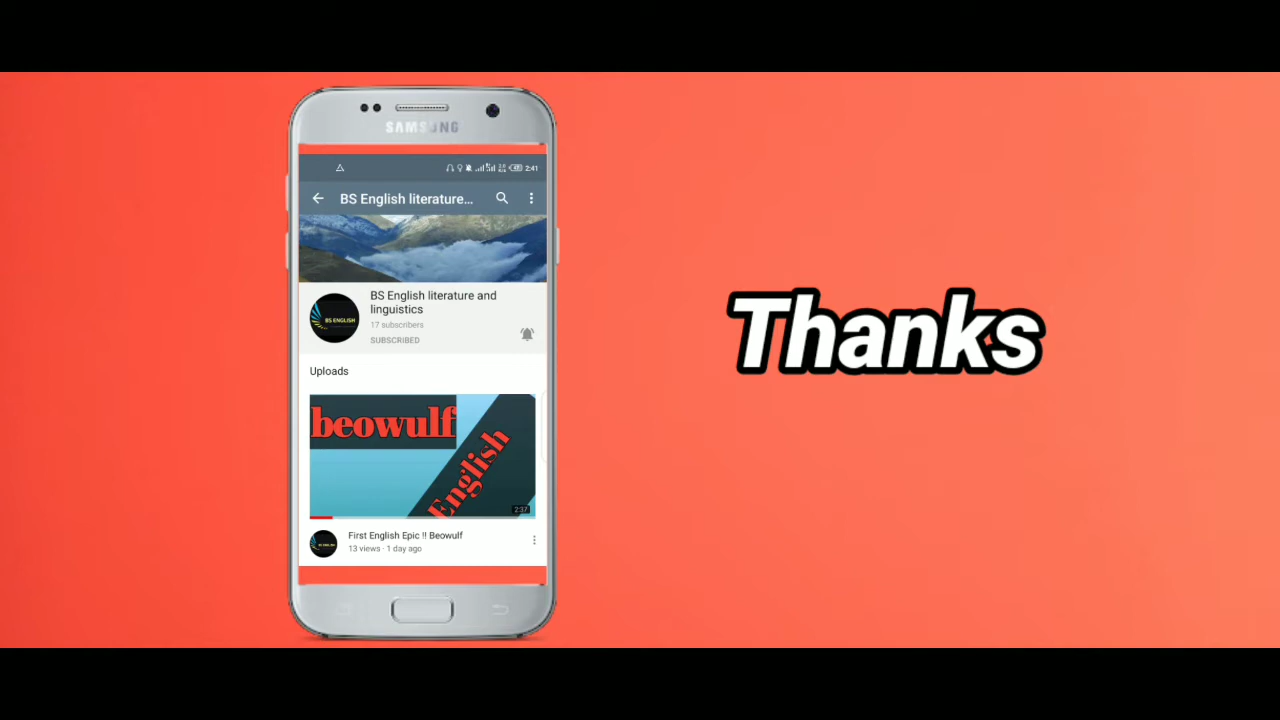 SAMSUNG
2:41
BS English literature...
BS English literature and
linguistics
BS ENGLISH
17 subscribers
SUBSCRIBED
Uploads
beowulf
English
2:37
First English Epic !! Beowulf
13 views · 1 day ago
Thanks